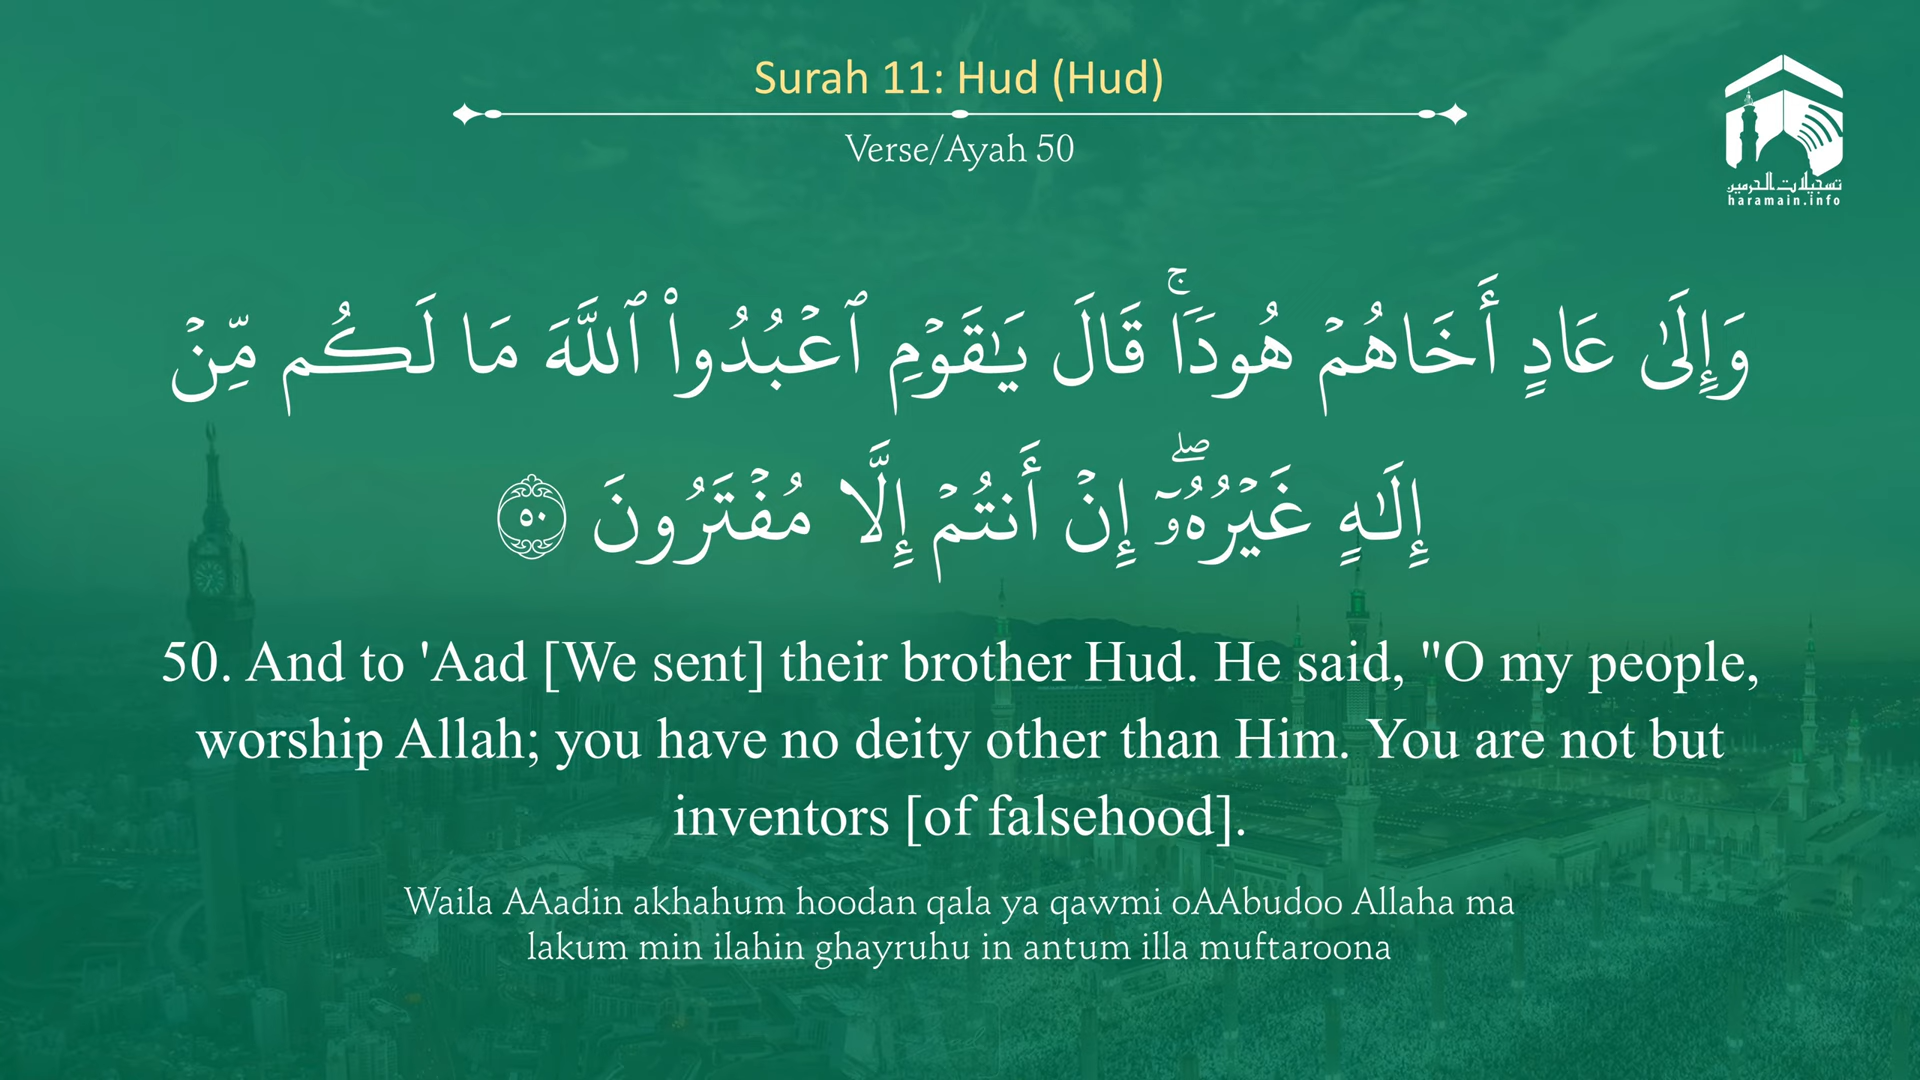 Surah 11: Hud (Hud)
Verse/Ayah 50
تسجيلات الحرمين
haramain.info
وَإِلَىٰ عَادٍ أَخَاهُمۡ هُودٗاۚ قَالَ يَٰقَوۡمِ ٱعۡبُدُواْ ٱللَّهَ مَا لَكُم مِّنۡ
إِلَٰهٍ غَيۡرُهُۥٓۖ إِنۡ أَنتُمۡ إِلَّا مُفۡتَرُونَ ٥٠
50. And to 'Aad [We sent] their brother Hud. He said, "O my people,
worship Allah; you have no deity other than Him. You are not but
inventors [of falsehood].
Waila AAadin akhahum hoodan qala ya qawmi oAAbudoo Allaha ma
lakum min ilahin ghayruhu in antum illa muftaroona